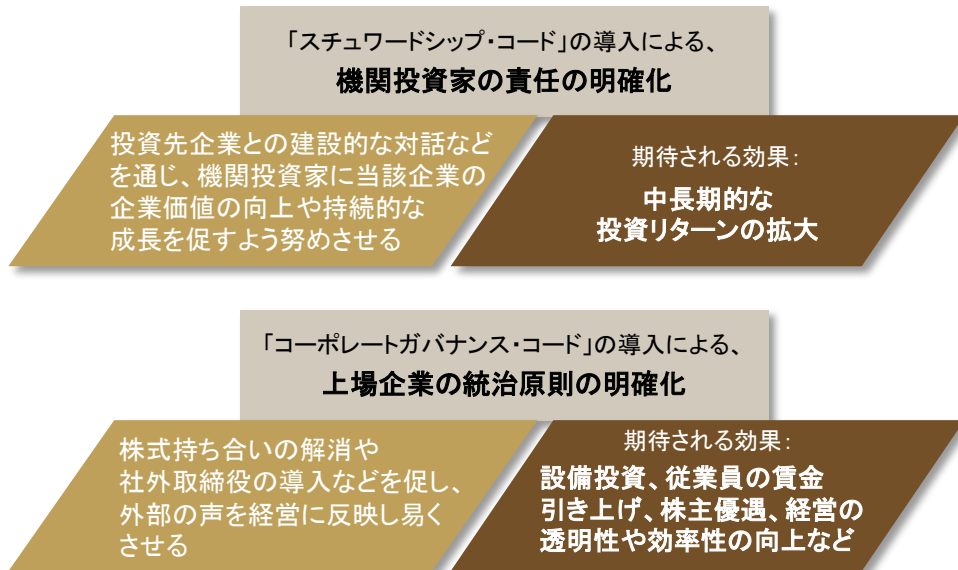 「スチュワードシップ・コード」の導入による、
機関投資家の責任の明確化
投資先企業との建設的な対話など
を通じ、機関投資家に当該企業の
企業価値の向上や持続的な
成長を促すよう努めさせる
期待される効果：
中長期的な
投資リターンの拡大
「コーポレートガバナンス・コード」の導入による、
上場企業の統治原則の明確化
株式持ち合いの解消や
社外取締役の導入などを促し、
外部の声を経営に反映し易く
させる
期待される効果：
設備投資、従業員の賃金
引き上げ、株主優遇、経営の
透明性や効率性の向上など